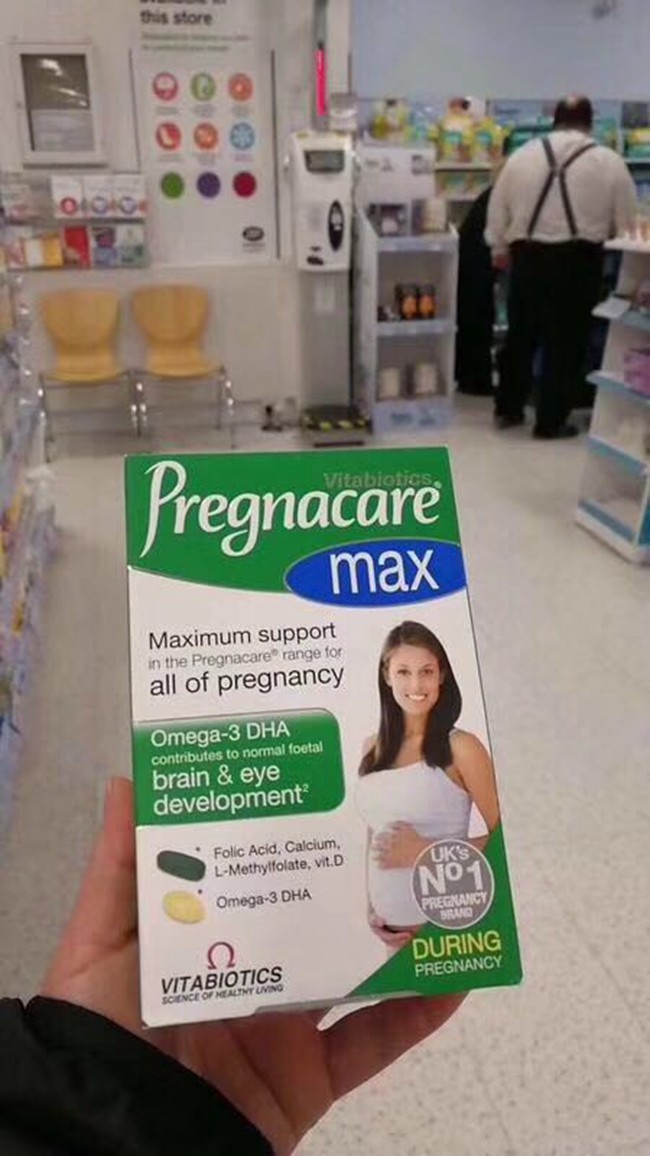 this store
Vitabiotics
Pregnacare®
max
Maximum support
in the Pregnacare® range for
all of pregnancy
Omega-3 DHA
contributes to normal foetal
brain & eye
development²
Folic Acid, Calcium,
L-Methylfolate, vit.D
Omega-3 DHA
UK's
No1
PREGNANCY
BRAND
VITABIOTICS
SCIENCE OF HEALTHY LIVING
DURING
PREGNANCY